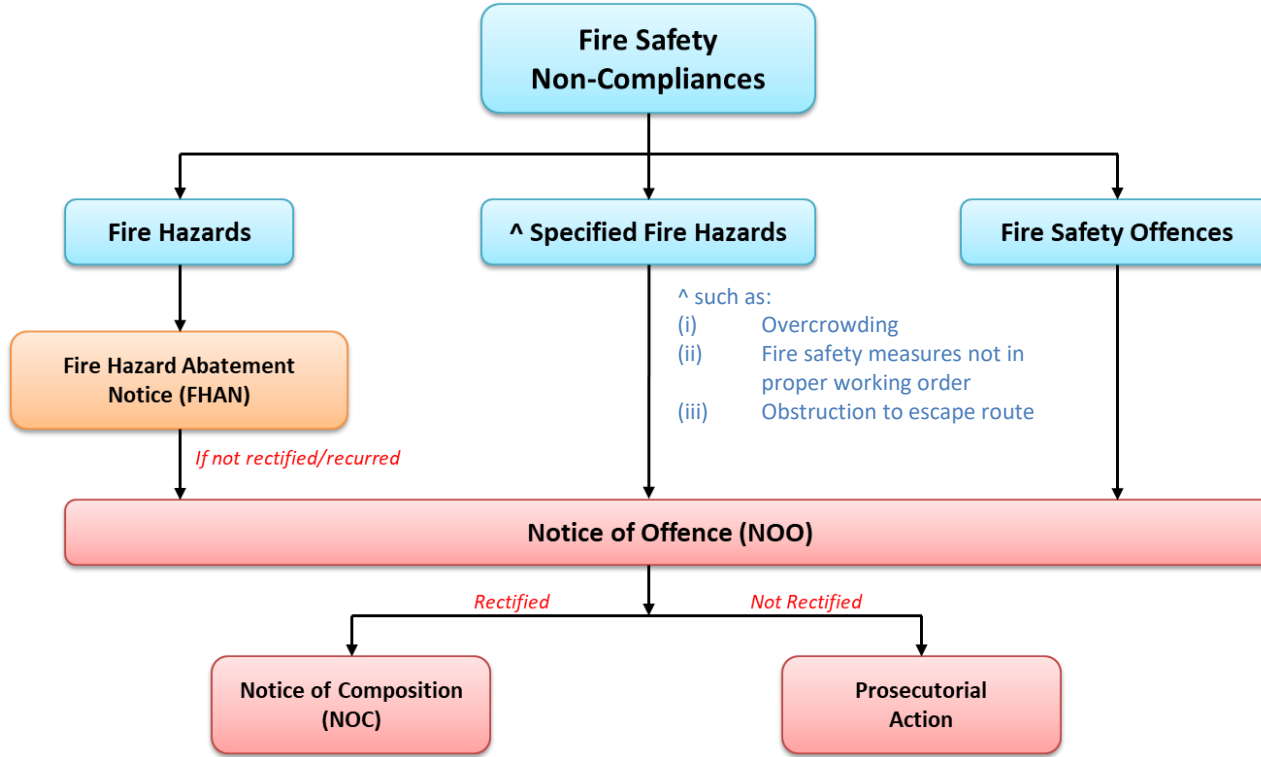 Fire Safety
Non-Compliances
Fire Hazards
^ Specified Fire Hazards
Fire Safety Offences
^ such as:
(i) Overcrowding
(ii) Fire safety measures not in
proper working order
(iii) Obstruction to escape route
Fire Hazard Abatement
Notice (FHAN)
If not rectified/recurred
Notice of Offence (NOO)
Rectified
Not Rectified
Notice of Composition
(NOC)
Prosecutorial
Action